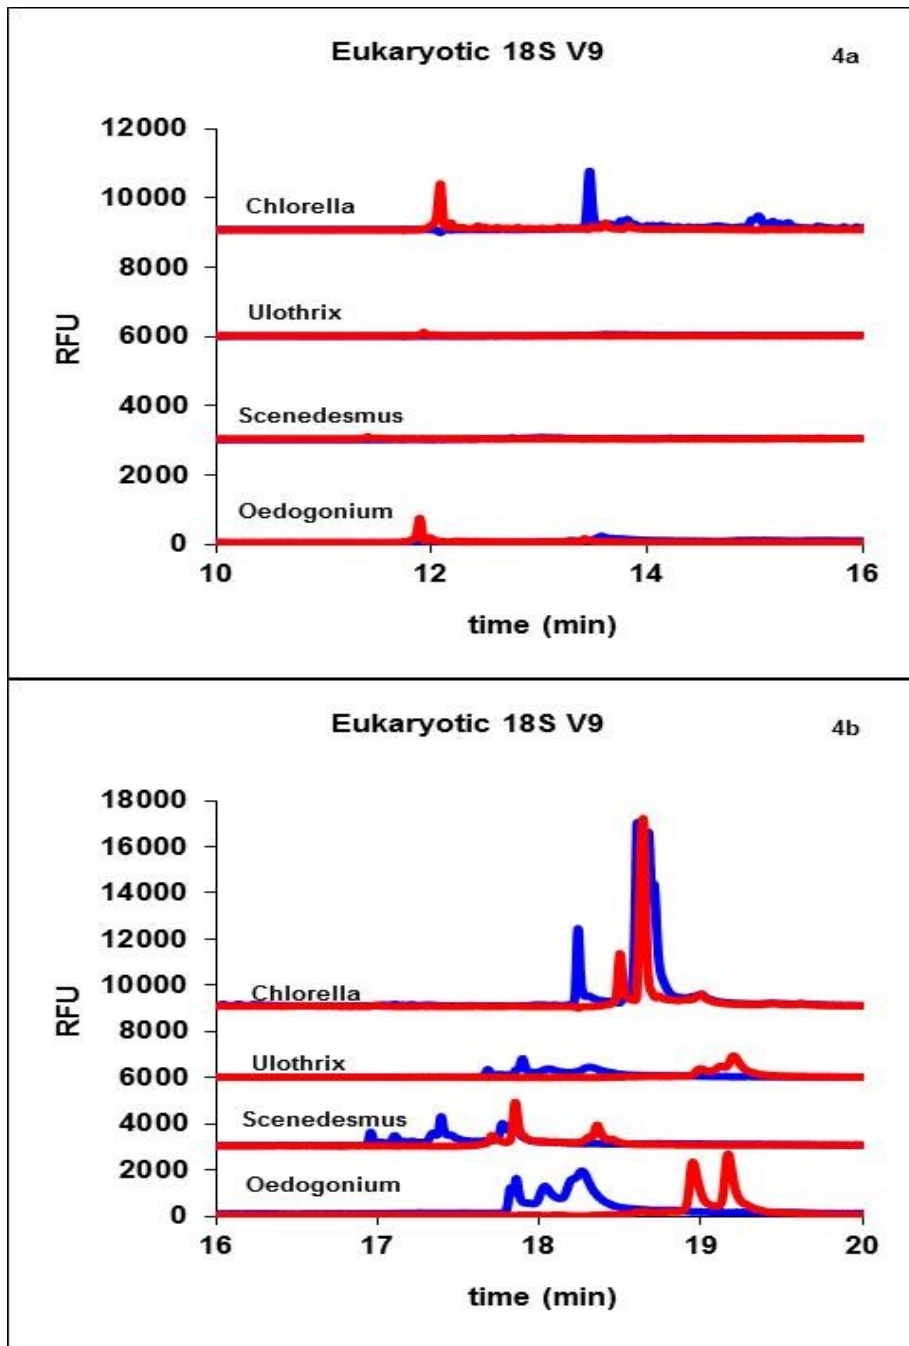 Eukaryotic 18S V9
4a
12000
10000
8000
6000
4000
2000
0
RFU
Chlorella
Ulothrix
Scenedesmus
Oedogonium
10 12 14 16
time (min)
Eukaryotic 18S V9
4b
18000
16000
14000
12000
10000
8000
6000
4000
2000
0
RFU
Chlorella
Ulothrix
Scenedesmus
Oedogonium
16 17 18 19 20
time (min)